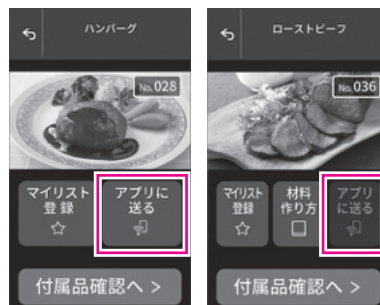 ハンバーグ
No.028
マイリスト
登録
アプリに
送る
付属品確認へ >
ローストビーフ
No.036
マイリスト
登録
材料
作り方
アプリ
に送る
付属品確認へ >